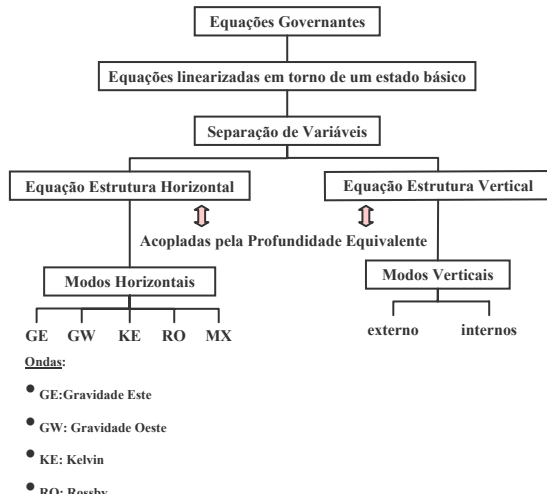 Equações Governantes
Equações linearizadas em torno de um estado básico
Separação de Variáveis
Equação Estrutura Horizontal
Equação Estrutura Vertical
Acopladas pela Profundidade Equivalente
Modos Horizontais
Modos Verticais
GE GW KE RO MX
externo internos
Ondas:
• GE:Gravidade Este
• GW: Gravidade Oeste
• KE: Kelvin
• RO: Rossby